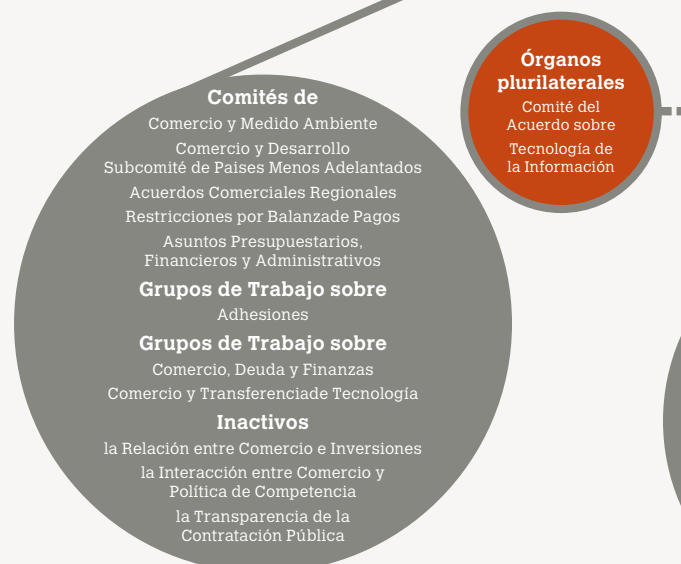 Comités de
Comercio y Medido Ambiente
Comercio y Desarrollo
Subcomité de Paises Menos Adelantados
Acuerdos Comerciales Regionales
Restricciones por Balanzade Pagos
Asuntos Presupuestarios,
Financieros y Administrativos
Grupos de Trabajo sobre
Adhesiones
Grupos de Trabajo sobre
Comercio, Deuda y Finanzas
Comercio y Transferenciade Tecnología
Inactivos
la Relación entre Comercio e Inversiones
la Interacción entre Comercio y
Política de Competencia
la Transparencia de la
Contratación Pública
Órganos
plurilaterales
Comité del
Acuerdo sobre
Tecnología de
la Información